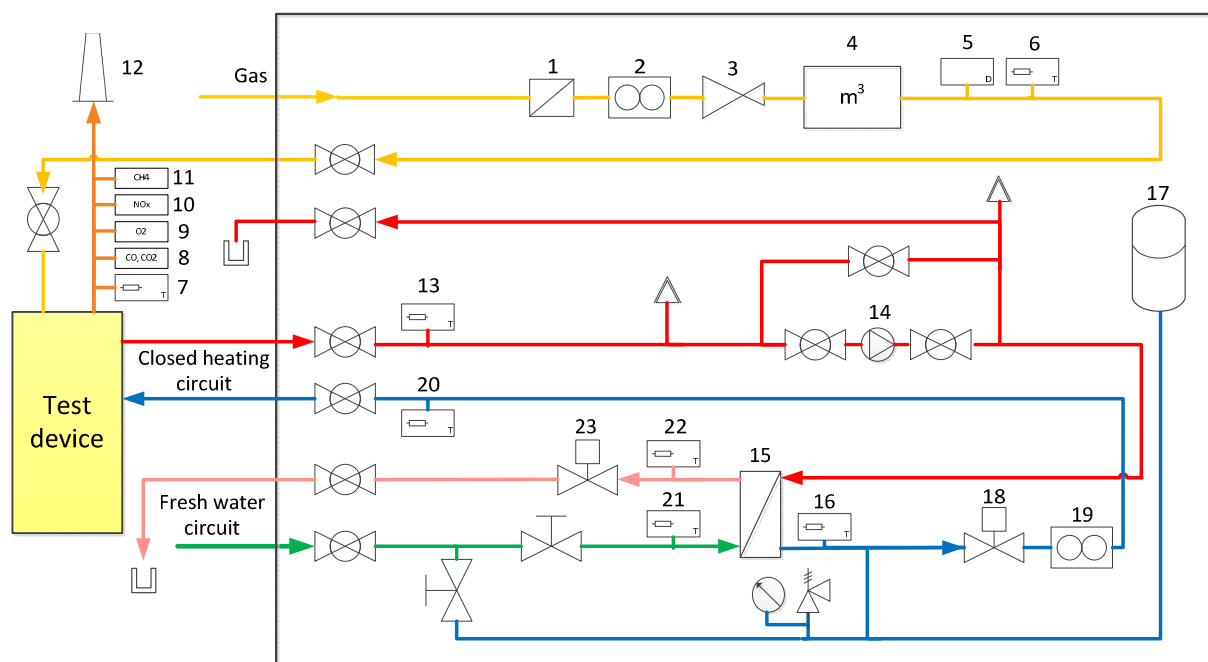 12
Gas
1
2
3
4
5
6
m³
D
T
CH4
11
NOx
10
O2
9
CO, CO2
8
7
T
17
13
T
14
Closed heating
circuit
20
T
Test
device
23
22
T
15
Fresh water
circuit
21
T
16
T
18
19